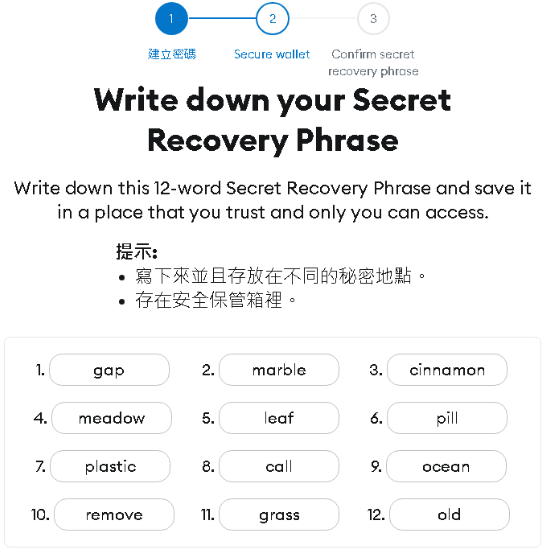 1 2 3
建立密碼 Secure wallet Confirm secret
recovery phrase
Write down your Secret
Recovery Phrase
Write down this 12-word Secret Recovery Phrase and save it
in a place that you trust and only you can access.
提示:
• 寫下來並且存放在不同的秘密地點。
• 存在安全保管箱裡。
1. gap 2. marble 3. cinnamon
4. meadow 5. leaf 6. pill
7. plastic 8. call 9. ocean
10. remove 11. grass 12. old